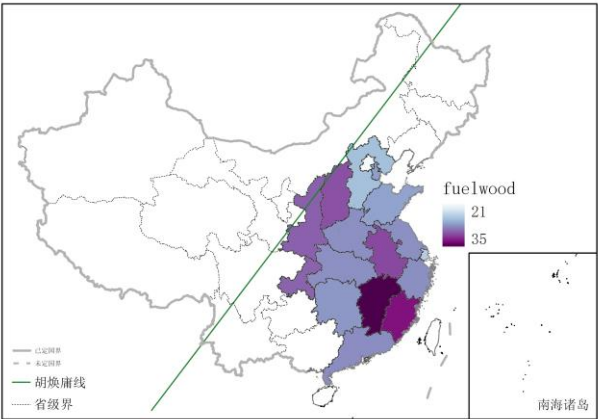 fuelwood
21
35
已定国界
未定国界
胡焕庸线
省级界
南海诸岛